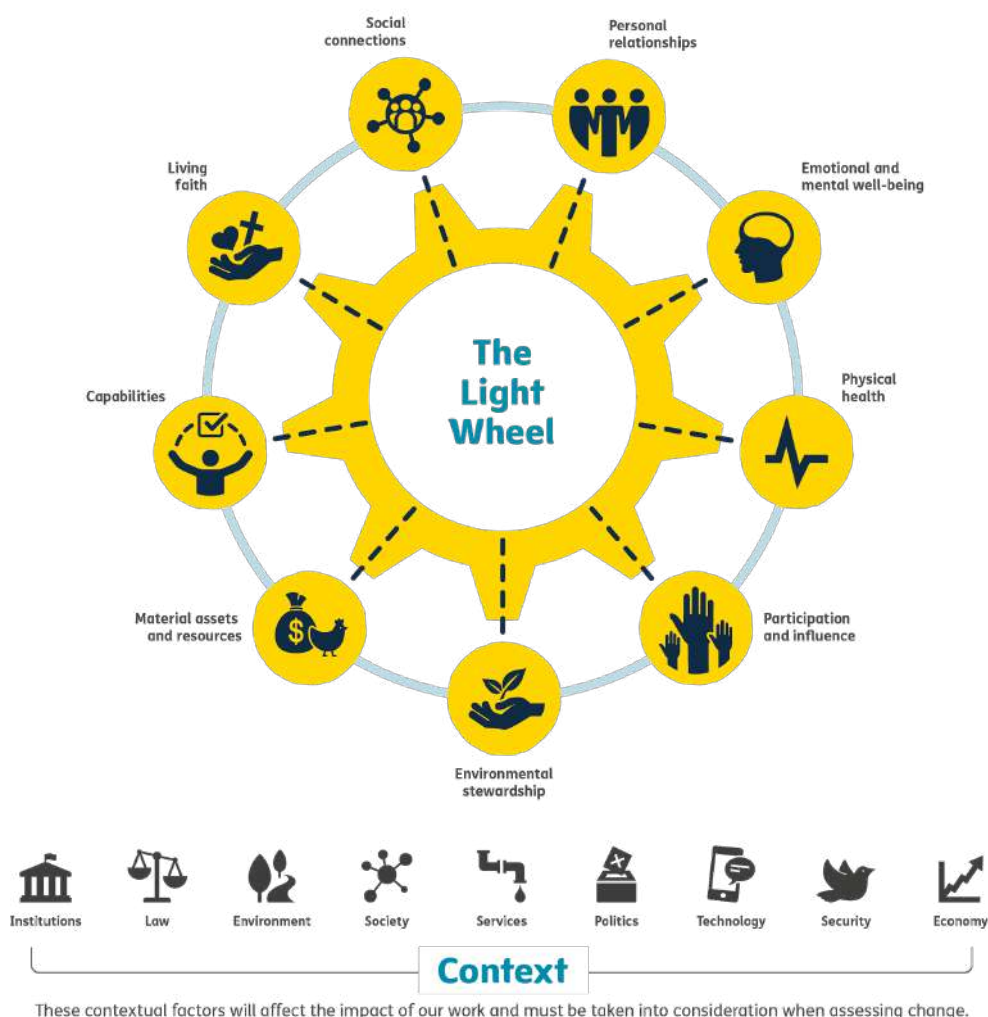 Social
connections
Personal
relationships
Living
faith
Emotional and
mental well-being
The
Light
Wheel
Capabilities
Physical
health
Material assets
and resources
$
Participation
and influence
Environmental
stewardship
Institutions
Law
Environment
Society
Services
Politics
Technology
Security
Economy
Context
These contextual factors will affect the impact of our work and must be taken into consideration when assessing change.